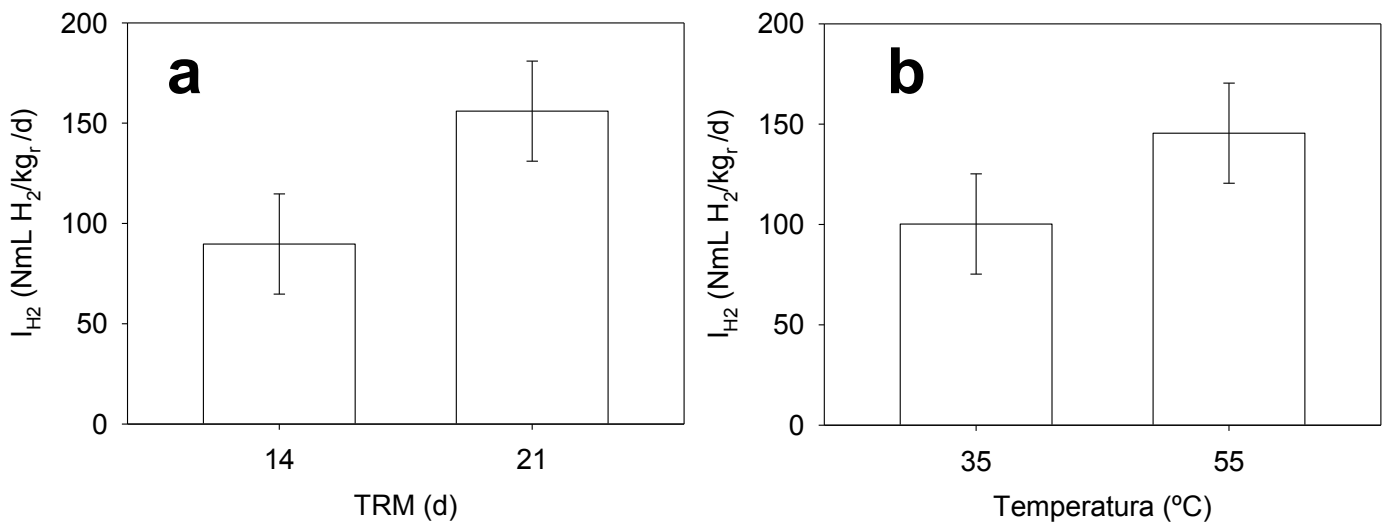 a
I_H2 (NmL H₂/kg_r /d)
200
150
100
50
0
14
21
TRM (d)
b
I_H2 (NmL H₂/kg_r /d)
200
150
100
50
0
35
55
Temperatura (ºC)